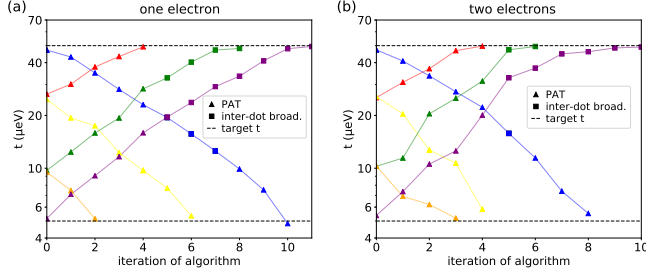 (a)
one electron
70
40
20
10
6
4
t (µeV)
0
2
4
6
8
10
iteration of algorithm
PAT
inter-dot broad.
target t
(b)
two electrons
70
40
20
10
6
4
t (µeV)
0
2
4
6
8
10
iteration of algorithm
PAT
inter-dot broad.
target t